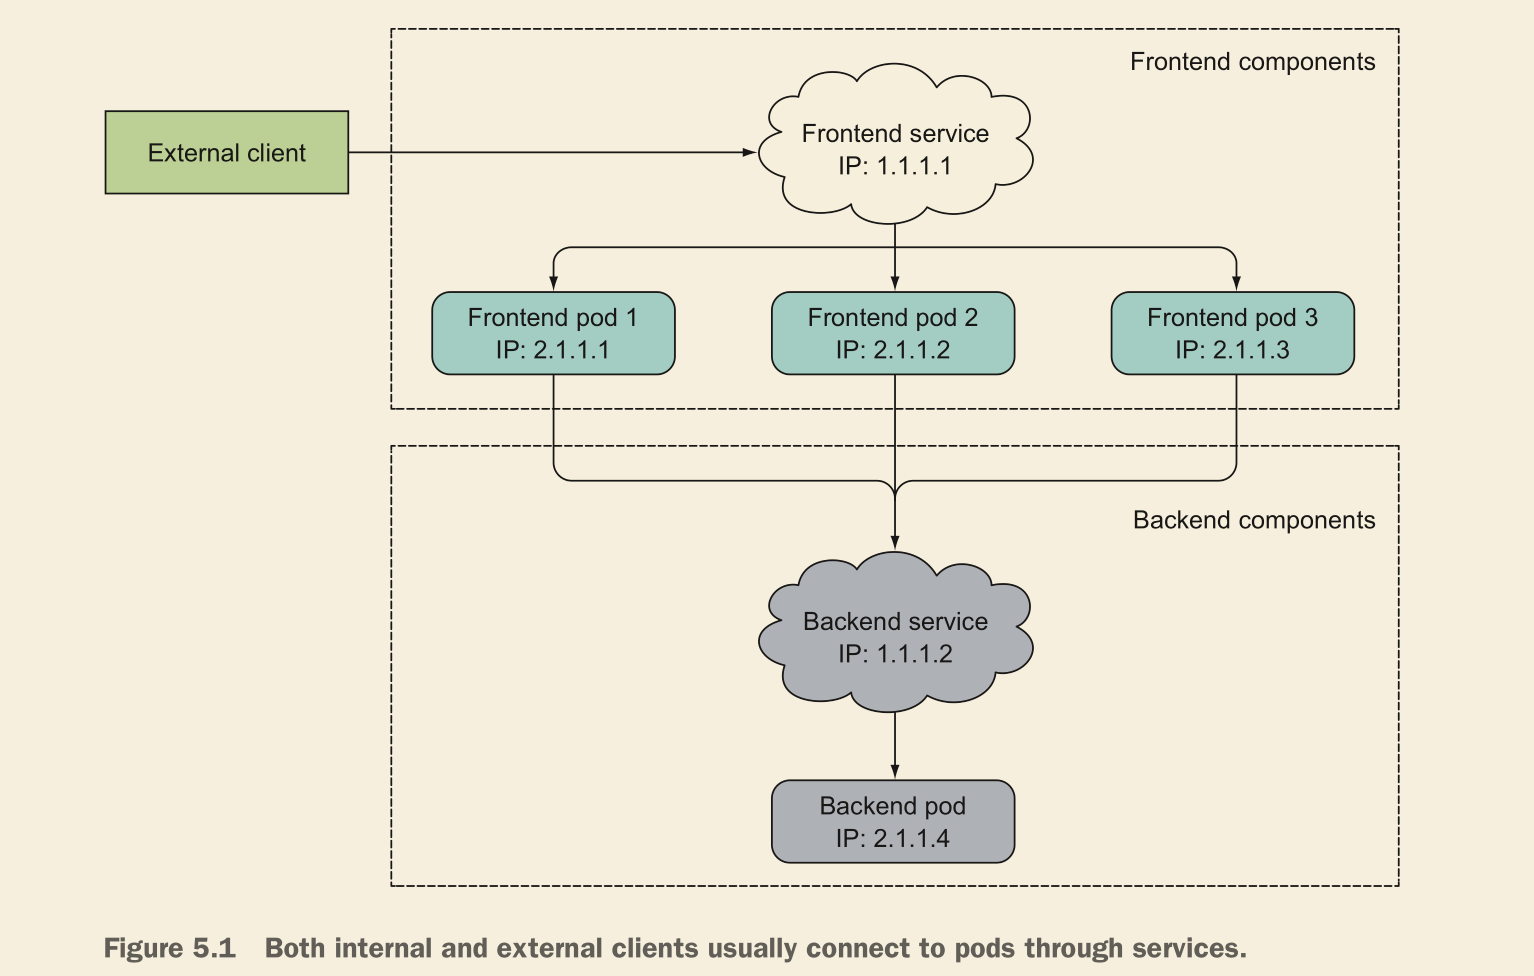 Frontend components
External client
Frontend service
IP: 1.1.1.1
Frontend pod 1
IP: 2.1.1.1
Frontend pod 2
IP: 2.1.1.2
Frontend pod 3
IP: 2.1.1.3
Backend components
Backend service
IP: 1.1.1.2
Backend pod
IP: 2.1.1.4
Figure 5.1 Both internal and external clients usually connect to pods through services.